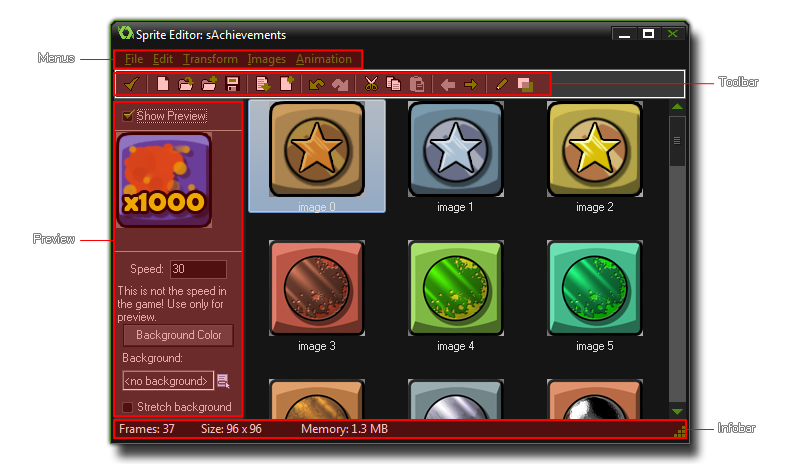 Sprite Editor: sAchievements
Menus
File Edit Transform Images Animation
Toolbar
Show Preview
x1000
image 0
image 1
image 2
Preview
Speed: 30
This is not the speed in
the game! Use only for
preview.
Background Color
Background:
<no background>
Stretch background
image 3
image 4
image 5
Frames: 37 Size: 96 x 96 Memory: 1.3 MB
Infobar